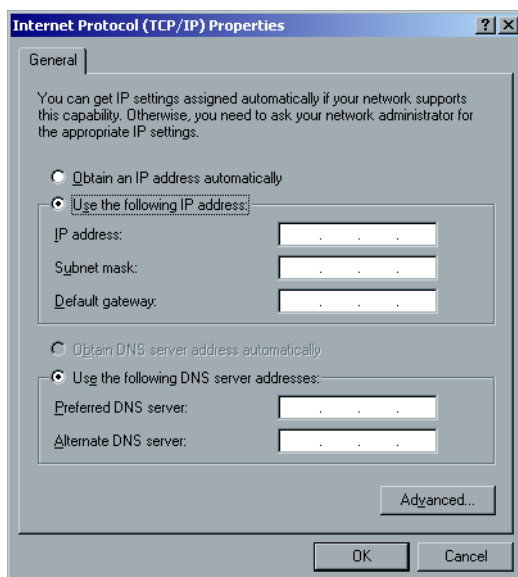 Internet Protocol (TCP/IP) Properties
General
You can get IP settings assigned automatically if your network supports
this capability. Otherwise, you need to ask your network administrator for
the appropriate IP settings.
Obtain an IP address automatically
Use the following IP address:
IP address:
Subnet mask:
Default gateway:
Obtain DNS server address automatically
Use the following DNS server addresses:
Preferred DNS server:
Alternate DNS server:
Advanced...
OK Cancel